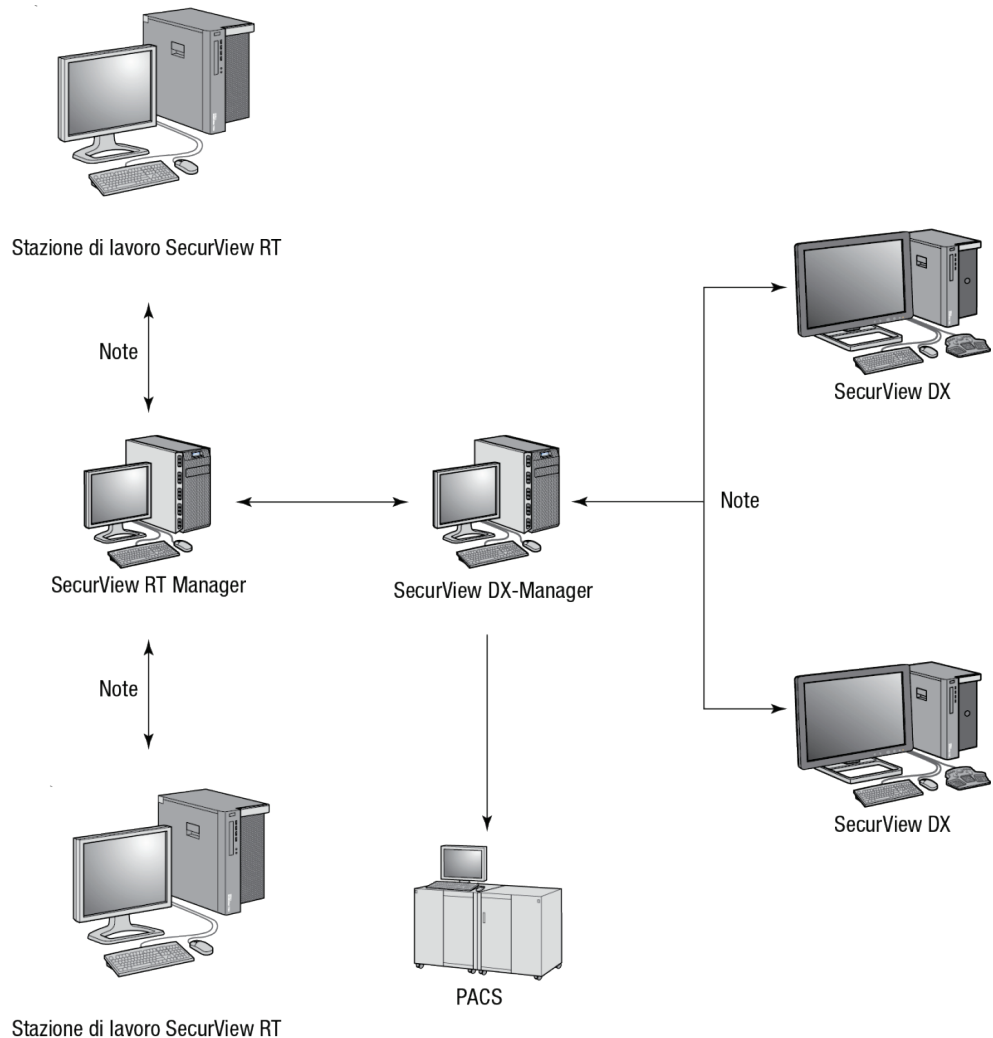 Stazione di lavoro SecurView RT
Note
SecurView DX
SecurView RT Manager
SecurView DX-Manager
Note
Note
SecurView DX
PACS
Stazione di lavoro SecurView RT